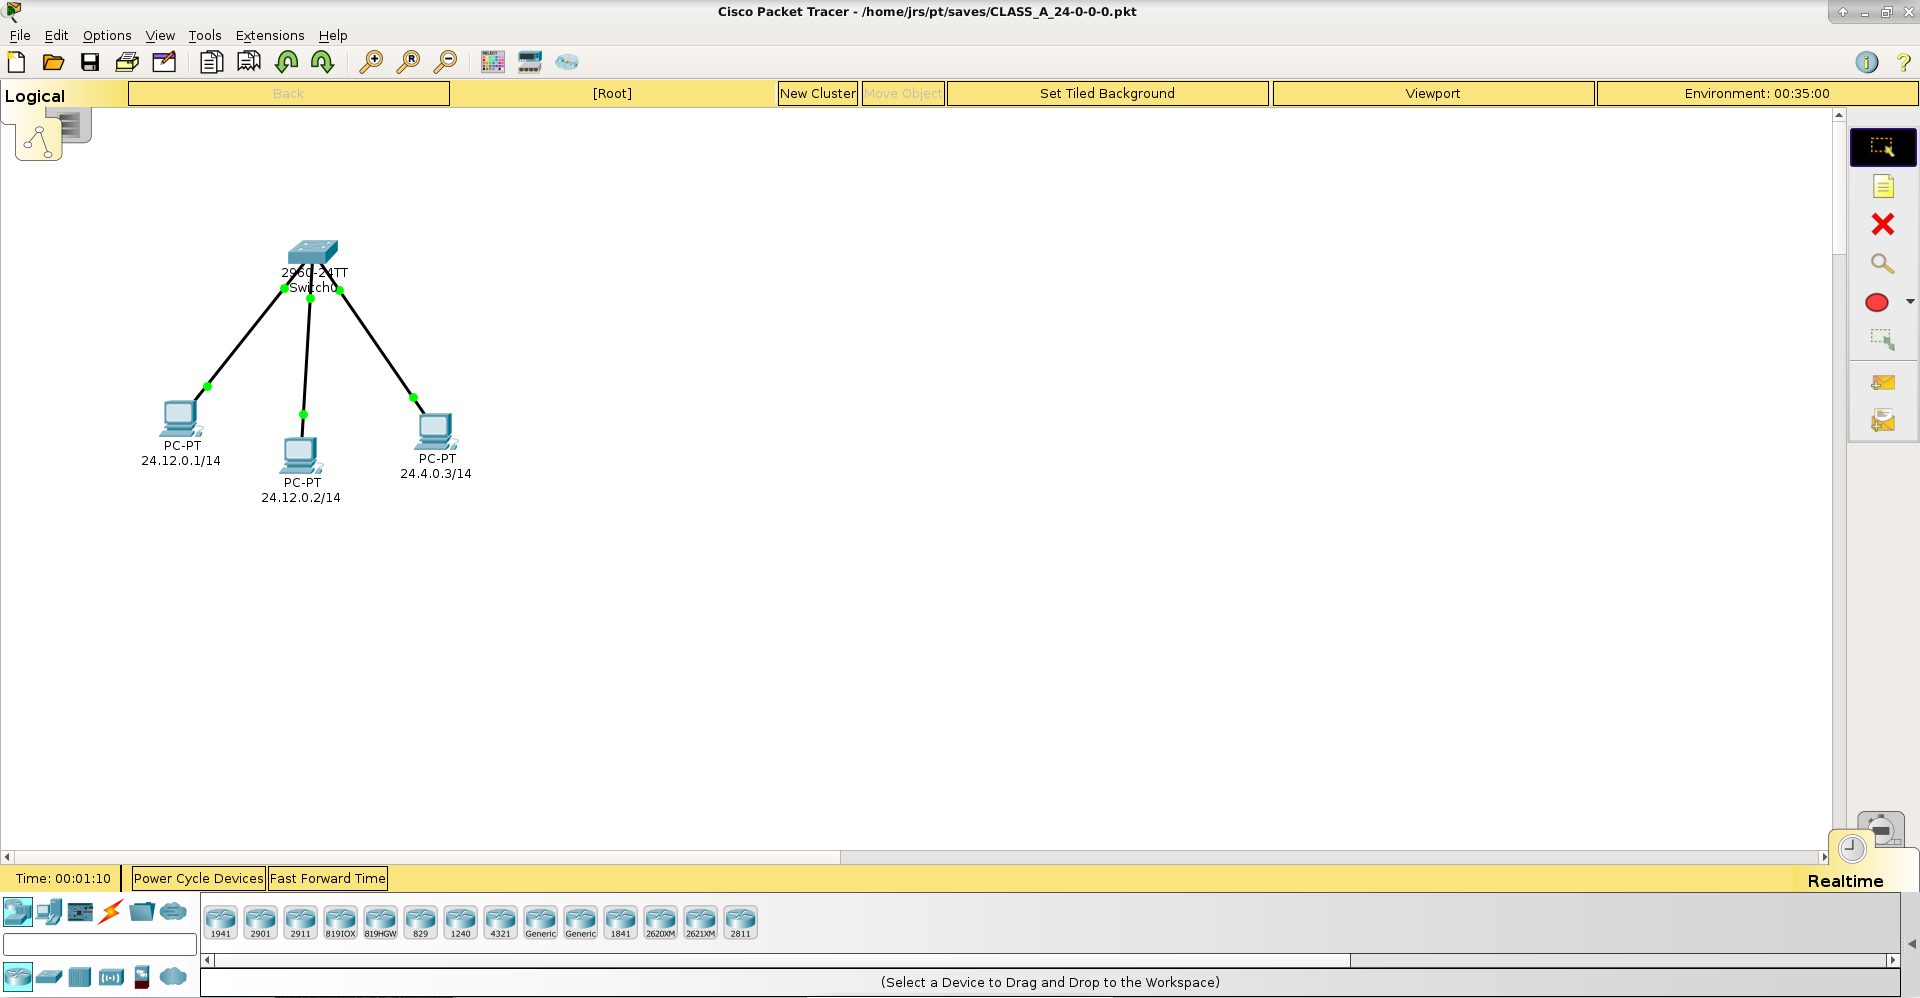 Cisco Packet Tracer - /home/jrs/pt/saves/CLASS_A_24-0-0-0.pkt
File Edit Options View Tools Extensions Help
Logical Back [Root] New Cluster Move Object Set Tiled Background Viewport Environment: 00:35:00
2960-24TT
Switch0
PC-PT
24.12.0.1/14
PC-PT
24.12.0.2/14
PC-PT
24.4.0.3/14
Time: 00:01:10 Power Cycle Devices Fast Forward Time Realtime
1941 2901 2911 819IOX 819HGW 829 1240 4321 Generic Generic 1841 2620XM 2621XM 2811
(Select a Device to Drag and Drop to the Workspace)